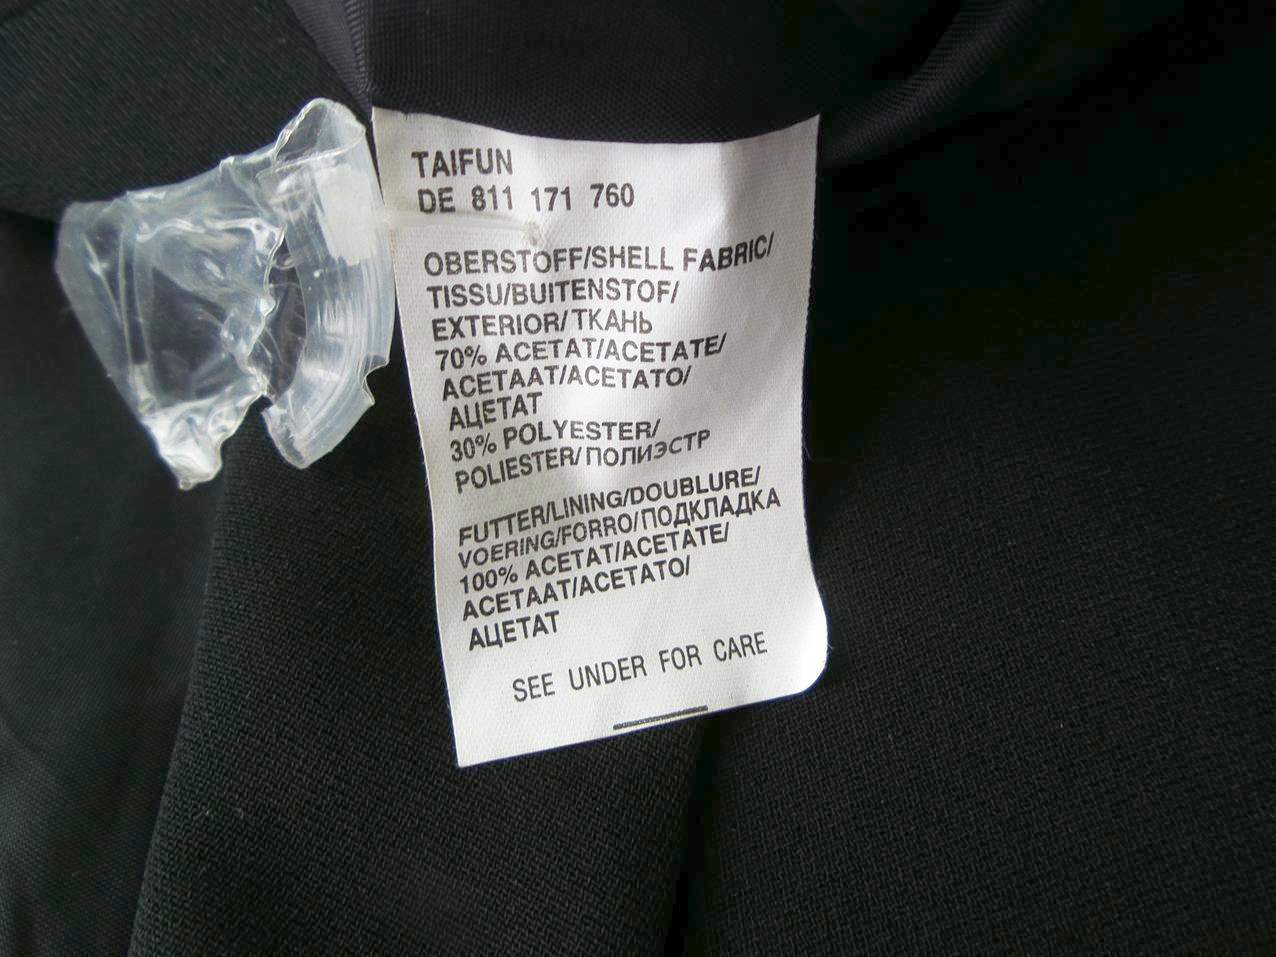 TAIFUN
DE 811 171 760
OBERSTOFF/SHELL FABRIC/
TISSU/BUITENSTOF/
EXTERIOR/ТКАНЬ
70% ACETAT/ACETATE/
ACETAAT/ACETATO/
АЦЕТАТ
30% POLYESTER/
POLIESTER/ПОЛИЭСТР
FUTTER/LINING/DOUBLURE/
VOERING/FORRO/ПОДКЛАДКА
100% ACETAT/ACETATE/
ACETAAT/ACETATO/
АЦЕТАТ
SEE UNDER FOR CARE